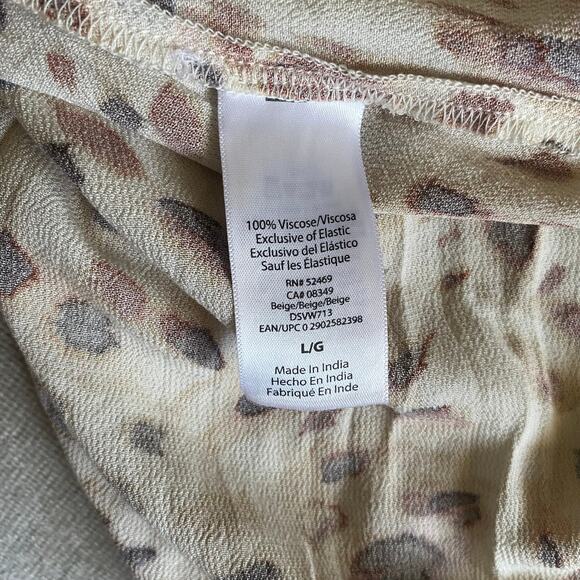 100% Viscose/Viscosa
Exclusive of Elastic
Exclusivo del Elástico
Sauf les Élastique
RN# 52469
CA# 08349
Beige/Beige/Beige
DSVW713
EAN/UPC 0 2902582398
L/G
Made In India
Hecho En India
Fabriqué En Inde